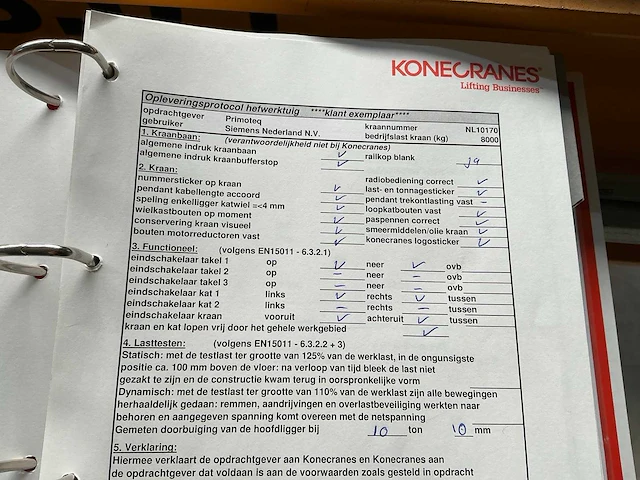 KONECRANES
Lifting Businesses™
Opleveringsprotocol hefwerktuig ****klant exemplaar****
opdrachtgever Primoteq kraannummer NL10170
gebruiker Siemens Nederland N.V. bedrijfslast kraan (kg) 8000
1. Kraanbaan: (verantwoordelijkheid niet bij Konecranes)
algemene indruk kraanbaan ✓ railkop blank ja
algemene indruk kraanbufferstop ✓
2. Kraan:
radiobediening correct ✓
nummersticker op kraan ✓ last- en tonnagesticker ✓
pendant kabellengte accoord ✓ pendant trekontlasting vast –
speling enkelligger katwiel =<4 mm ✓ loopkatbouten vast ✓
wielkastbouten op moment ✓ paspennen correct ✓
conservering kraan visueel ✓ smeermiddelen/olie kraan ✓
bouten motorreductors vast ✓ konecranes logosticker ✓
3. Functioneel: (volgens EN15011 - 6.3.2.1)
eindschakelaar takel 1 op ✓ neer ✓ ovb
eindschakelaar takel 2 op – neer – ovb
eindschakelaar takel 3 op – neer – ovb
eindschakelaar kat 1 links ✓ rechts ✓ tussen
eindschakelaar kat 2 links – rechts – tussen
eindschakelaar kraan vooruit ✓ achteruit ✓ tussen
kraan en kat lopen vrij door het gehele werkgebied ✓
4. Lasttesten: (volgens EN15011 - 6.3.2.2 + 3)
Statisch: met de testlast ter grootte van 125% van de werklast, in de ongunsigste
positie ca. 100 mm boven de vloer: na verloop van tijd bleek de last niet
gezakt te zijn en de constructie kwam terug in oorspronkelijke vorm
Dynamisch: met de testlast ter grootte van 110% van de werklast zijn alle bewegingen
herhaaldelijk gedaan: remmen, aandrijvingen en overlastbeveiliging werkten naar
behoren en aangegeven spanning komt overeen met de netspanning
Gemeten doorbuiging van de hoofdligger bij 10 ton 10 mm
5. Verklaring:
Hiermee verklaart de opdrachtgever aan Konecranes en Konecranes aan
de opdrachtgever dat voldaan is aan de voorwaarden zoals gesteld in opdracht